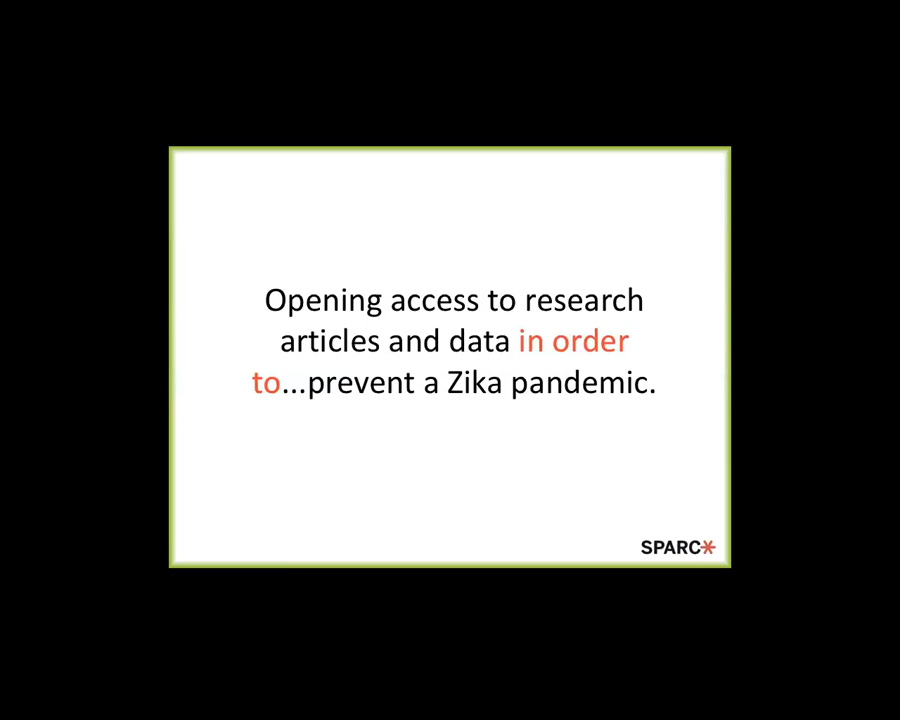 Opening access to research
articles and data in order
to...prevent a Zika pandemic.
SPARC*